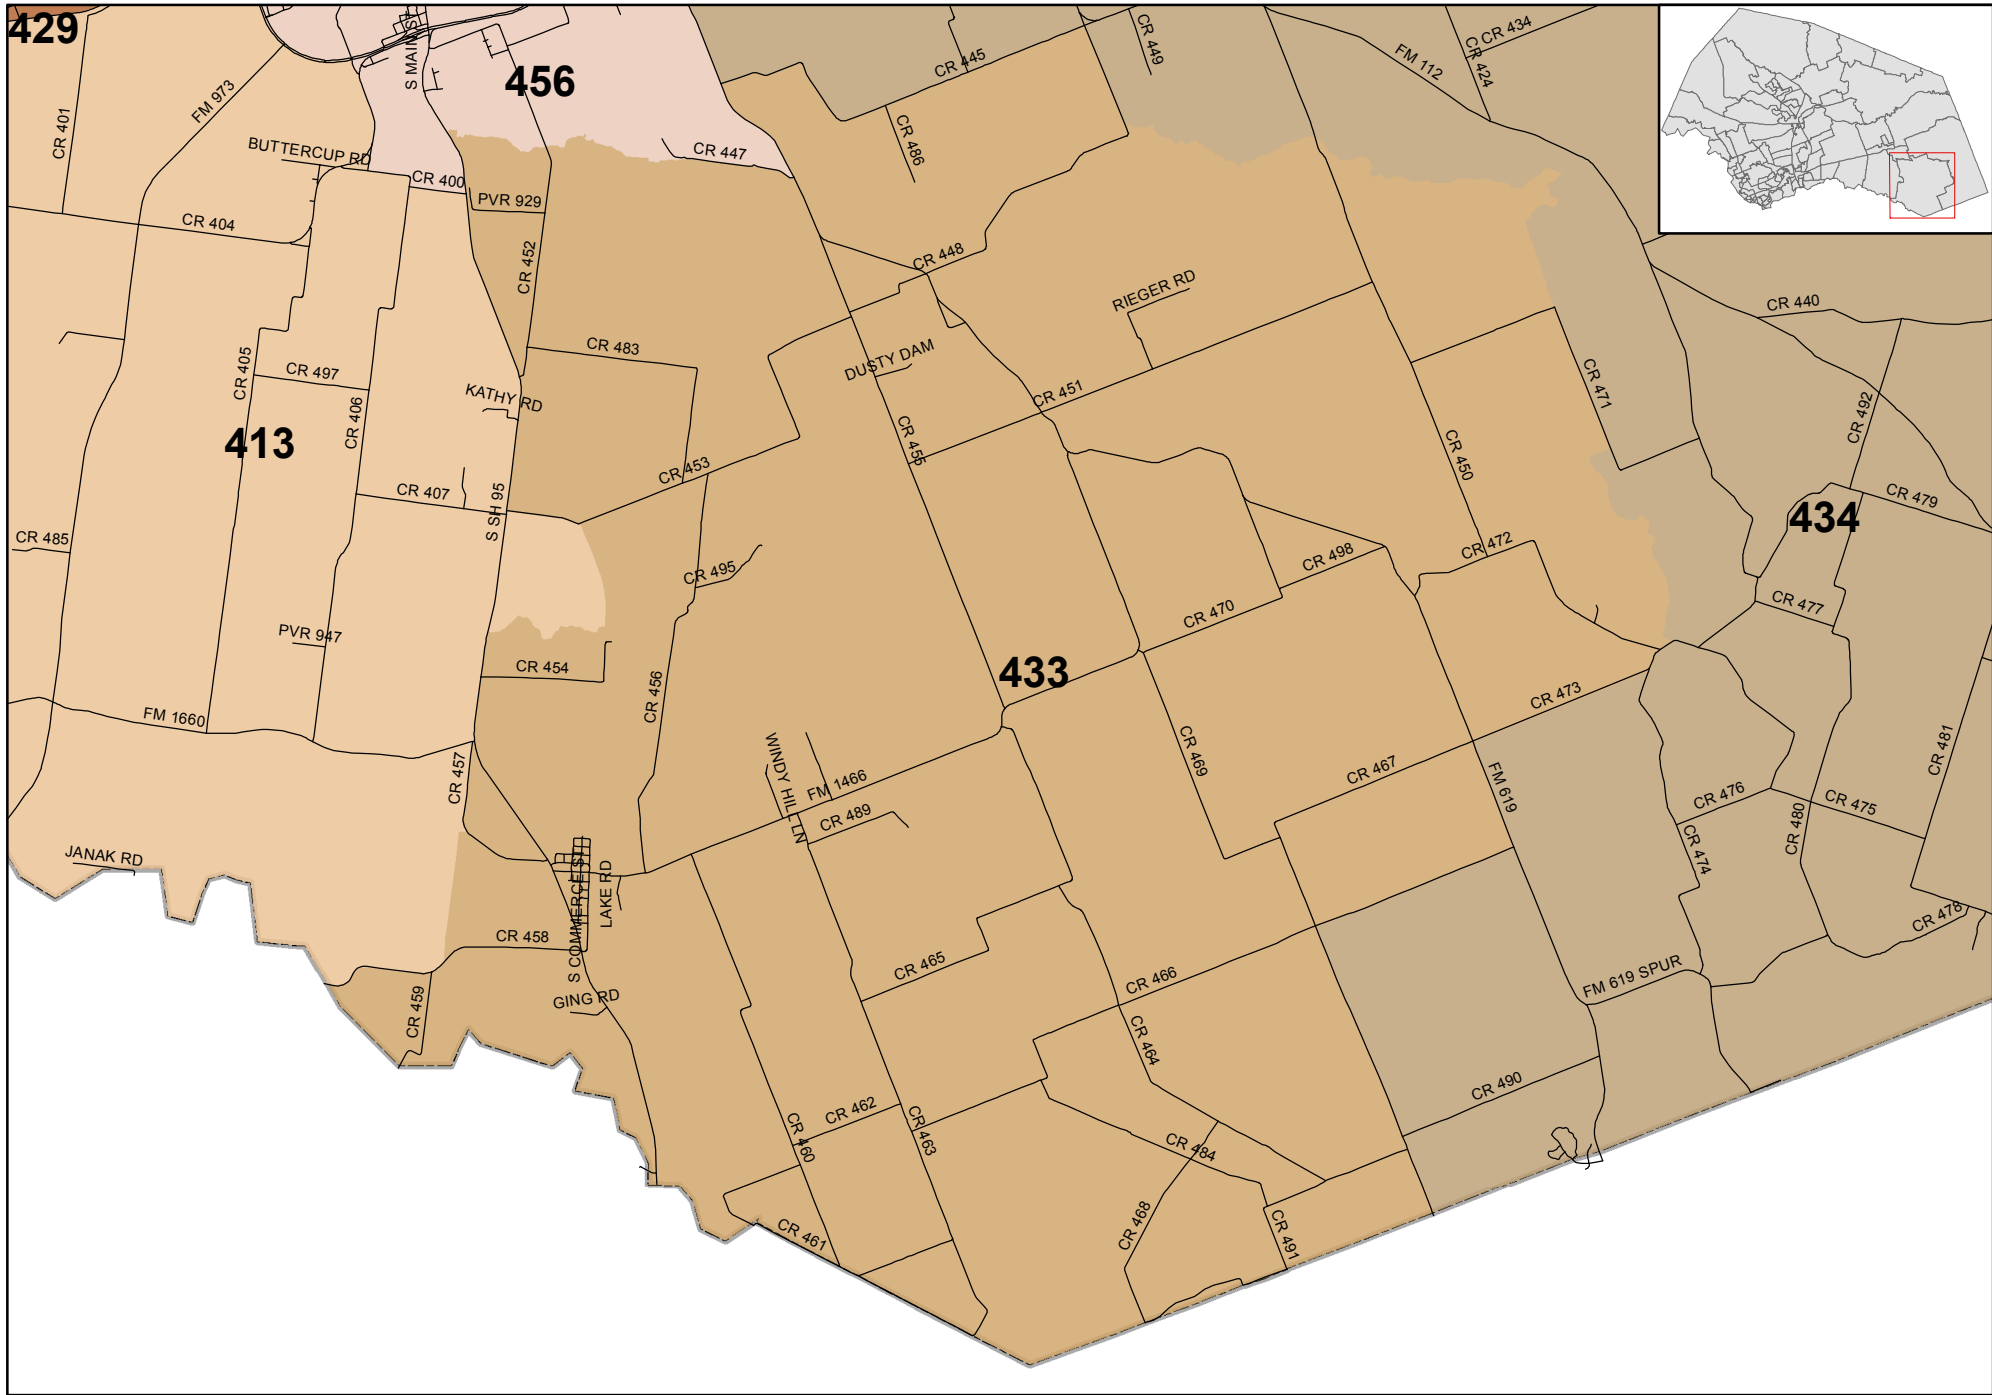 429
456
CR 401
FM 973
S MAIN ST
BUTTERCUP RD
CR 400
CR 447
CR 445
CR 449
CR 486
FM 112
CR 424
CR 434
PVR 929
CR 404
CR 452
CR 448
RIEGER RD
CR 440
CR 405
CR 497
CR 406
413
KATHY RD
CR 483
DUSTY DAM
CR 451
CR 455
CR 471
CR 492
CR 450
CR 453
CR 407
S SH 95
CR 479
434
CR 485
CR 495
CR 498
CR 472
CR 470
CR 477
PVR 947
CR 454
CR 456
433
CR 473
FM 1660
CR 457
WINDY HILL LN
FM 1466
CR 489
CR 469
CR 467
FM 619
CR 476
CR 480
CR 475
CR 481
CR 474
JANAK RD
S COMMERCE ST
LAKE RD
CR 458
CR 465
CR 466
FM 619 SPUR
CR 478
CR 459
GING RD
CR 464
CR 490
CR 462
CR 460
CR 463
CR 484
CR 468
CR 461
CR 491